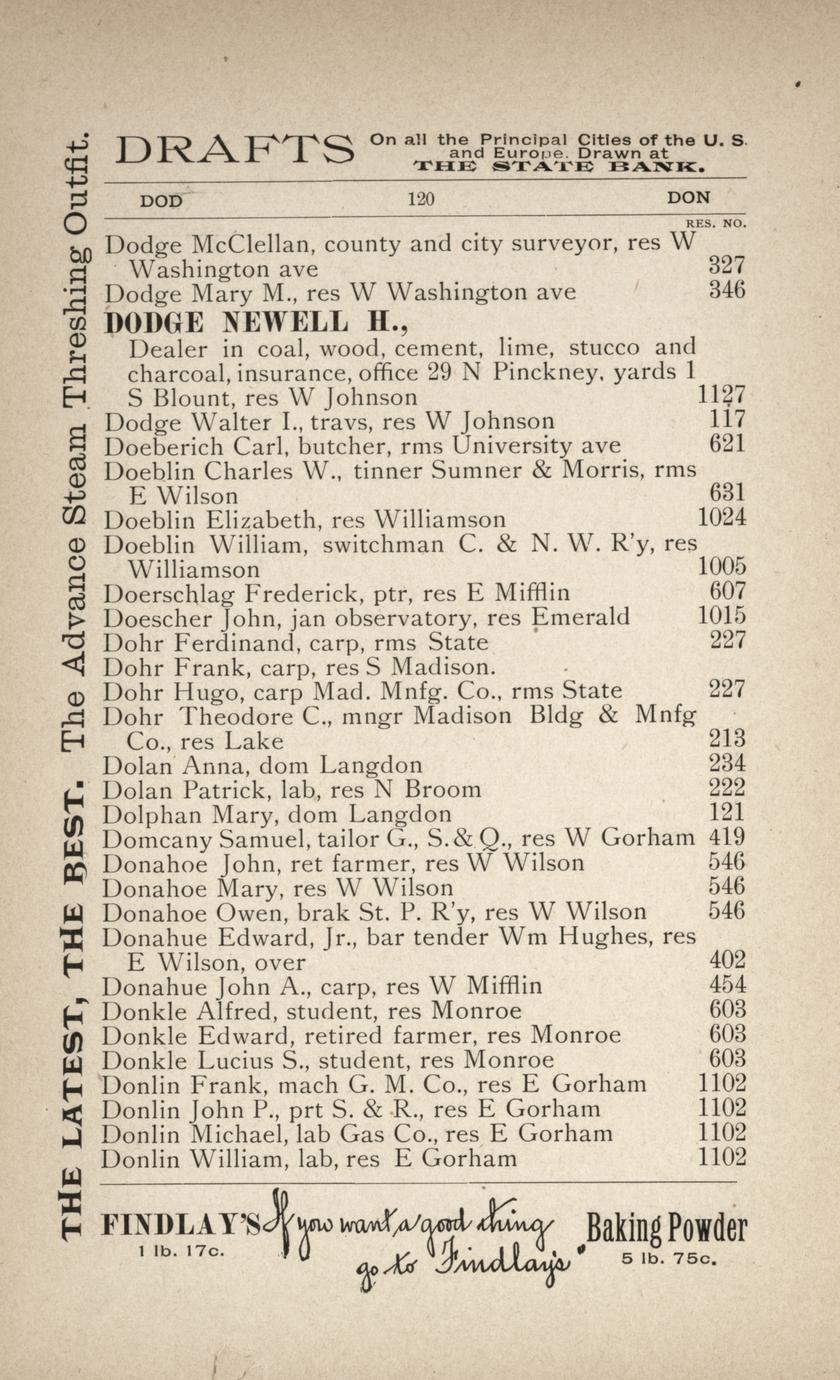 DRAFTS On all the Principal Cities of the U. S.
and Europe. Drawn at
THE STATE BANK.
DOD 120 DON
RES. NO.
Dodge McClellan, county and city surveyor, res W
Washington ave 327
Dodge Mary M., res W Washington ave 346
DODGE NEWELL H.,
Dealer in coal, wood, cement, lime, stucco and
charcoal, insurance, office 29 N Pinckney, yards 1
S Blount, res W Johnson 1127
Dodge Walter I., travs, res W Johnson 117
Doeberich Carl, butcher, rms University ave 621
Doeblin Charles W., tinner Sumner & Morris, rms
E Wilson 631
Doeblin Elizabeth, res Williamson 1024
Doeblin William, switchman C. & N. W. R'y, res
Williamson 1005
Doerschlag Frederick, ptr, res E Mifflin 607
Doescher John, jan observatory, res Emerald 1015
Dohr Ferdinand, carp, rms State 227
Dohr Frank, carp, res S Madison.
Dohr Hugo, carp Mad. Mnfg. Co., rms State 227
Dohr Theodore C., mngr Madison Bldg & Mnfg
Co., res Lake 213
Dolan Anna, dom Langdon 234
Dolan Patrick, lab, res N Broom 222
Dolphan Mary, dom Langdon 121
Domcany Samuel, tailor G., S. & Q., res W Gorham 419
Donahoe John, ret farmer, res W Wilson 546
Donahoe Mary, res W Wilson 546
Donahoe Owen, brak St. P. R'y, res W Wilson 546
Donahue Edward, Jr., bar tender Wm Hughes, res
E Wilson, over 402
Donahue John A., carp, res W Mifflin 454
Donkle Alfred, student, res Monroe 603
Donkle Edward, retired farmer, res Monroe 603
Donkle Lucius S., student, res Monroe 603
Donlin Frank, mach G. M. Co., res E Gorham 1102
Donlin John P., prt S. & R., res E Gorham 1102
Donlin Michael, lab Gas Co., res E Gorham 1102
Donlin William, lab, res E Gorham 1102
FINDLAY'S If you want a good thing Baking Powder
1 lb. 17c. go to Findlay's 5 lb. 75c.
THE LATEST, THE BEST. The Advance Steam Threshing Outfit.